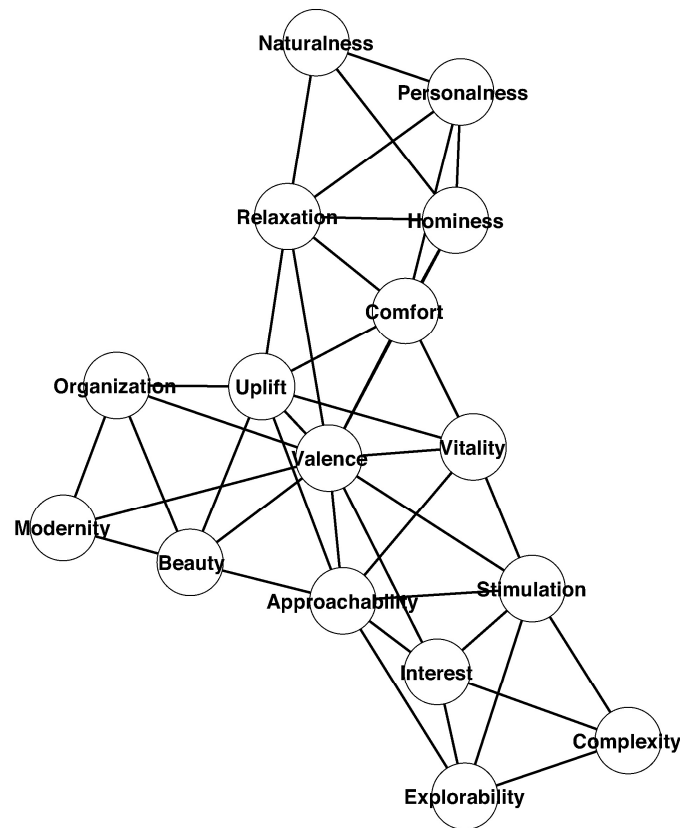 Naturalness
Personalness
Relaxation
Hominess
Comfort
Organization
Uplift
Valence
Vitality
Modernity
Beauty
Approachability
Stimulation
Interest
Complexity
Explorability